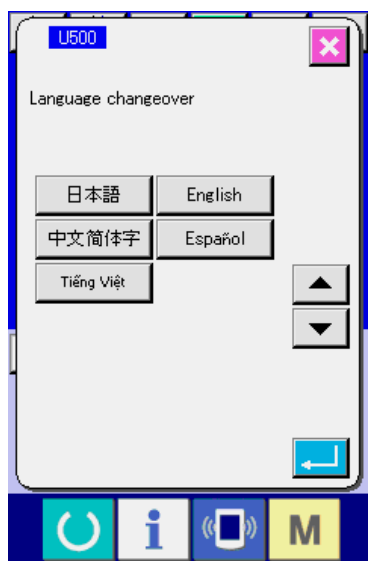 U500
Language changeover
日本語 English
中文简体字 Español
Tiếng Việt
i M